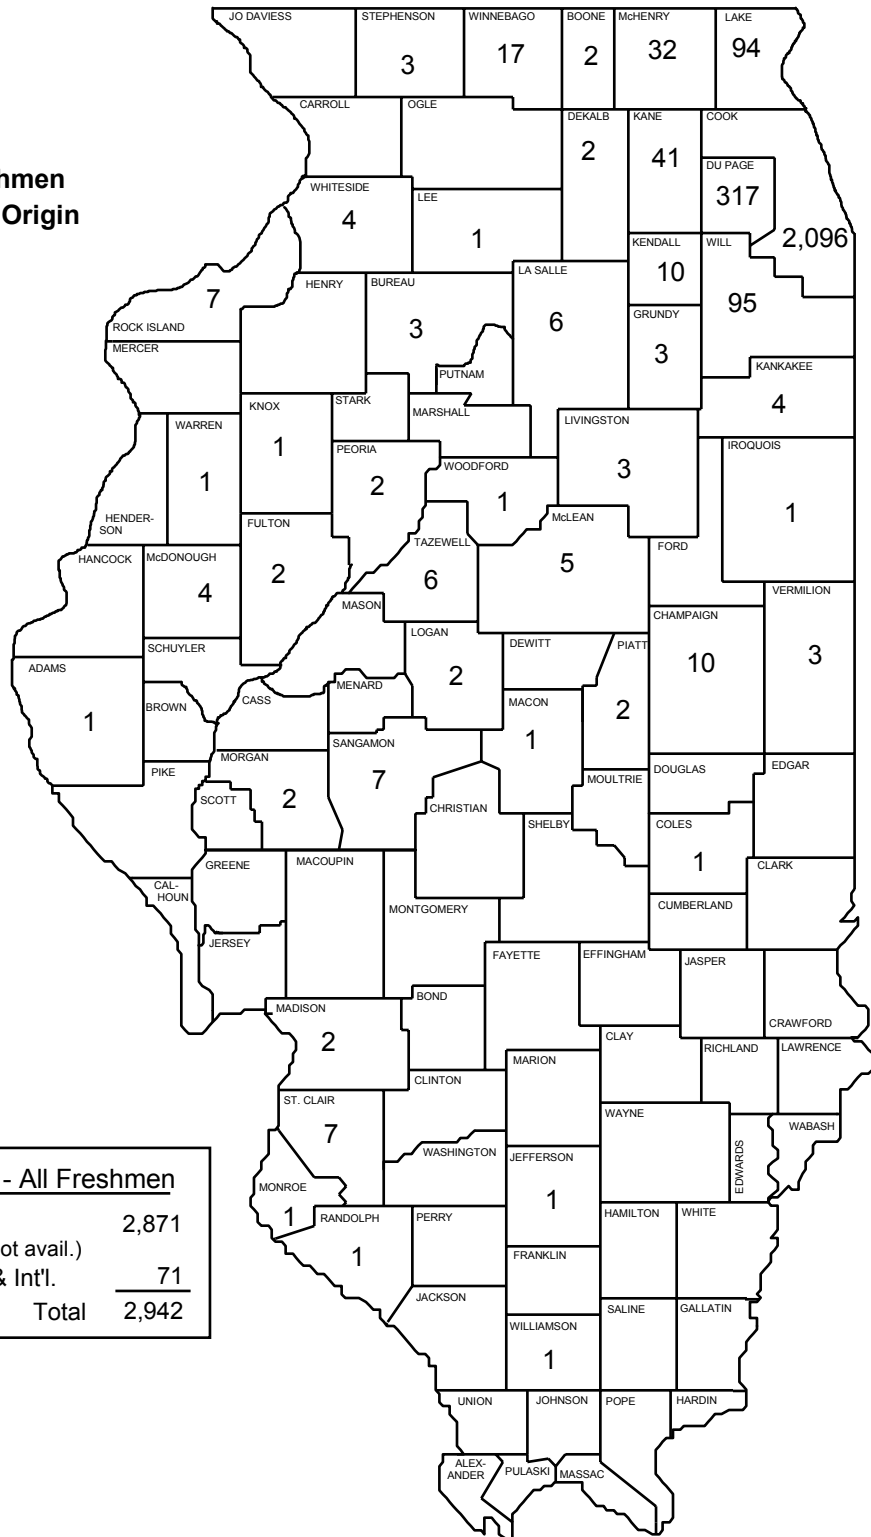 JO DAVIESS
STEPHENSON
WINNEBAGO
BOONE
McHENRY
LAKE
3
17
2
32
94
CARROLL
OGLE
DEKALB
KANE
COOK
2
41
DU PAGE
317
hmen
Origin
WHITESIDE
4
LEE
1
2,096
KENDALL
10
WILL
95
7
ROCK ISLAND
HENRY
BUREAU
3
LA SALLE
6
GRUNDY
3
MERCER
PUTNAM
KANKAKEE
4
KNOX
1
STARK
MARSHALL
LIVINGSTON
3
WARREN
1
PEORIA
2
WOODFORD
1
IROQUOIS
1
HENDER-
SON
FULTON
2
TAZEWELL
6
McLEAN
5
FORD
HANCOCK
McDONOUGH
4
MASON
VERMILION
3
LOGAN
2
DEWITT
PIATT
2
CHAMPAIGN
10
ADAMS
1
SCHUYLER
BROWN
CASS
MENARD
MACON
1
SANGAMON
7
MORGAN
2
PIKE
SCOTT
CHRISTIAN
MOULTRIE
DOUGLAS
EDGAR
SHELBY
COLES
1
CLARK
GREENE
MACOUPIN
CAL-
HOUN
MONTGOMERY
CUMBERLAND
JERSEY
FAYETTE
EFFINGHAM
JASPER
CRAWFORD
MADISON
2
BOND
CLAY
RICHLAND
LAWRENCE
MARION
CLINTON
ST. CLAIR
7
WAYNE
EDWARDS
WABASH
WASHINGTON
JEFFERSON
1
MONROE
1
RANDOLPH
1
PERRY
HAMILTON
WHITE
FRANKLIN
JACKSON
WILLIAMSON
1
SALINE
GALLATIN
UNION
JOHNSON
POPE
HARDIN
ALEX-
ANDER
PULASKI
MASSAC
- All Freshmen
2,871
ot avail.)
& Int'l. 71
Total 2,942